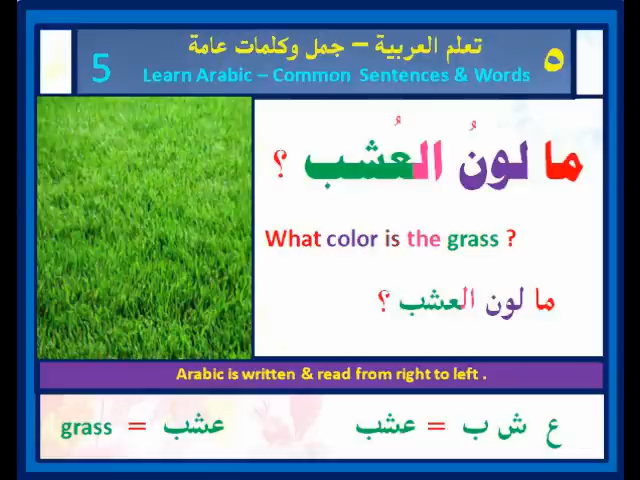 تعلم العربية – جمل وكلمات عامة
٥
5
Learn Arabic – Common Sentences & Words
ما لونُ العُشب ؟
What color is the grass ?
ما لون العشب ؟
Arabic is written & read from right to left .
ع ش ب = عشب
grass = عشب